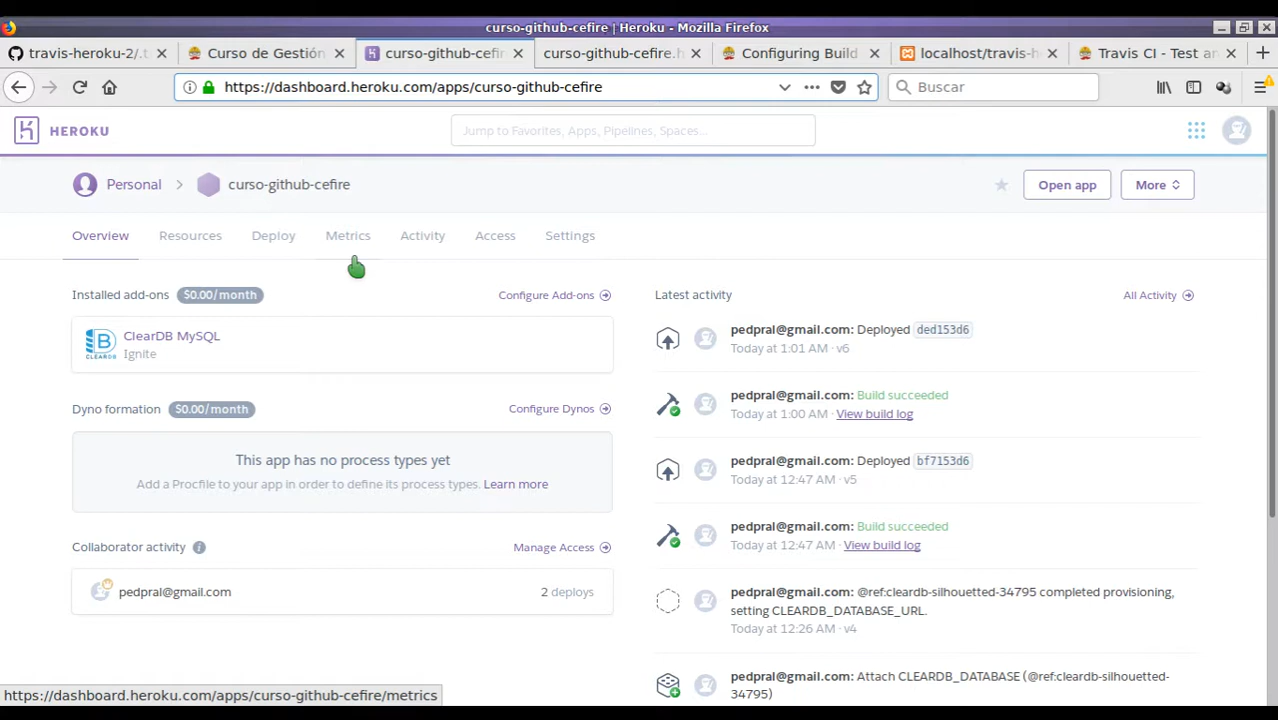 curso-github-cefire | Heroku - Mozilla Firefox
travis-heroku-2/.t
Curso de Gestión
curso-github-cefir
curso-github-cefire.h
Configuring Build
localhost/travis-h
Travis CI - Test an
https://dashboard.heroku.com/apps/curso-github-cefire
Buscar
HEROKU
Jump to Favorites, Apps, Pipelines, Spaces...
Personal
curso-github-cefire
Open app
More
Overview
Resources
Deploy
Metrics
Activity
Access
Settings
Installed add-ons $0.00/month
Configure Add-ons
ClearDB MySQL
CLEARDB
Ignite
Dyno formation $0.00/month
Configure Dynos
This app has no process types yet
Add a Procfile to your app in order to define its process types. Learn more
Collaborator activity
Manage Access
pedpral@gmail.com
2 deploys
Latest activity
All Activity
pedpral@gmail.com: Deployed ded153d6
Today at 1:01 AM · v6
pedpral@gmail.com: Build succeeded
Today at 1:00 AM · View build log
pedpral@gmail.com: Deployed bf7153d6
Today at 12:47 AM · v5
pedpral@gmail.com: Build succeeded
Today at 12:47 AM · View build log
pedpral@gmail.com: @ref:cleardb-silhouetted-34795 completed provisioning,
setting CLEARDB_DATABASE_URL.
Today at 12:26 AM · v4
pedpral@gmail.com: Attach CLEARDB_DATABASE (@ref:cleardb-silhouetted-
34795)
https://dashboard.heroku.com/apps/curso-github-cefire/metrics